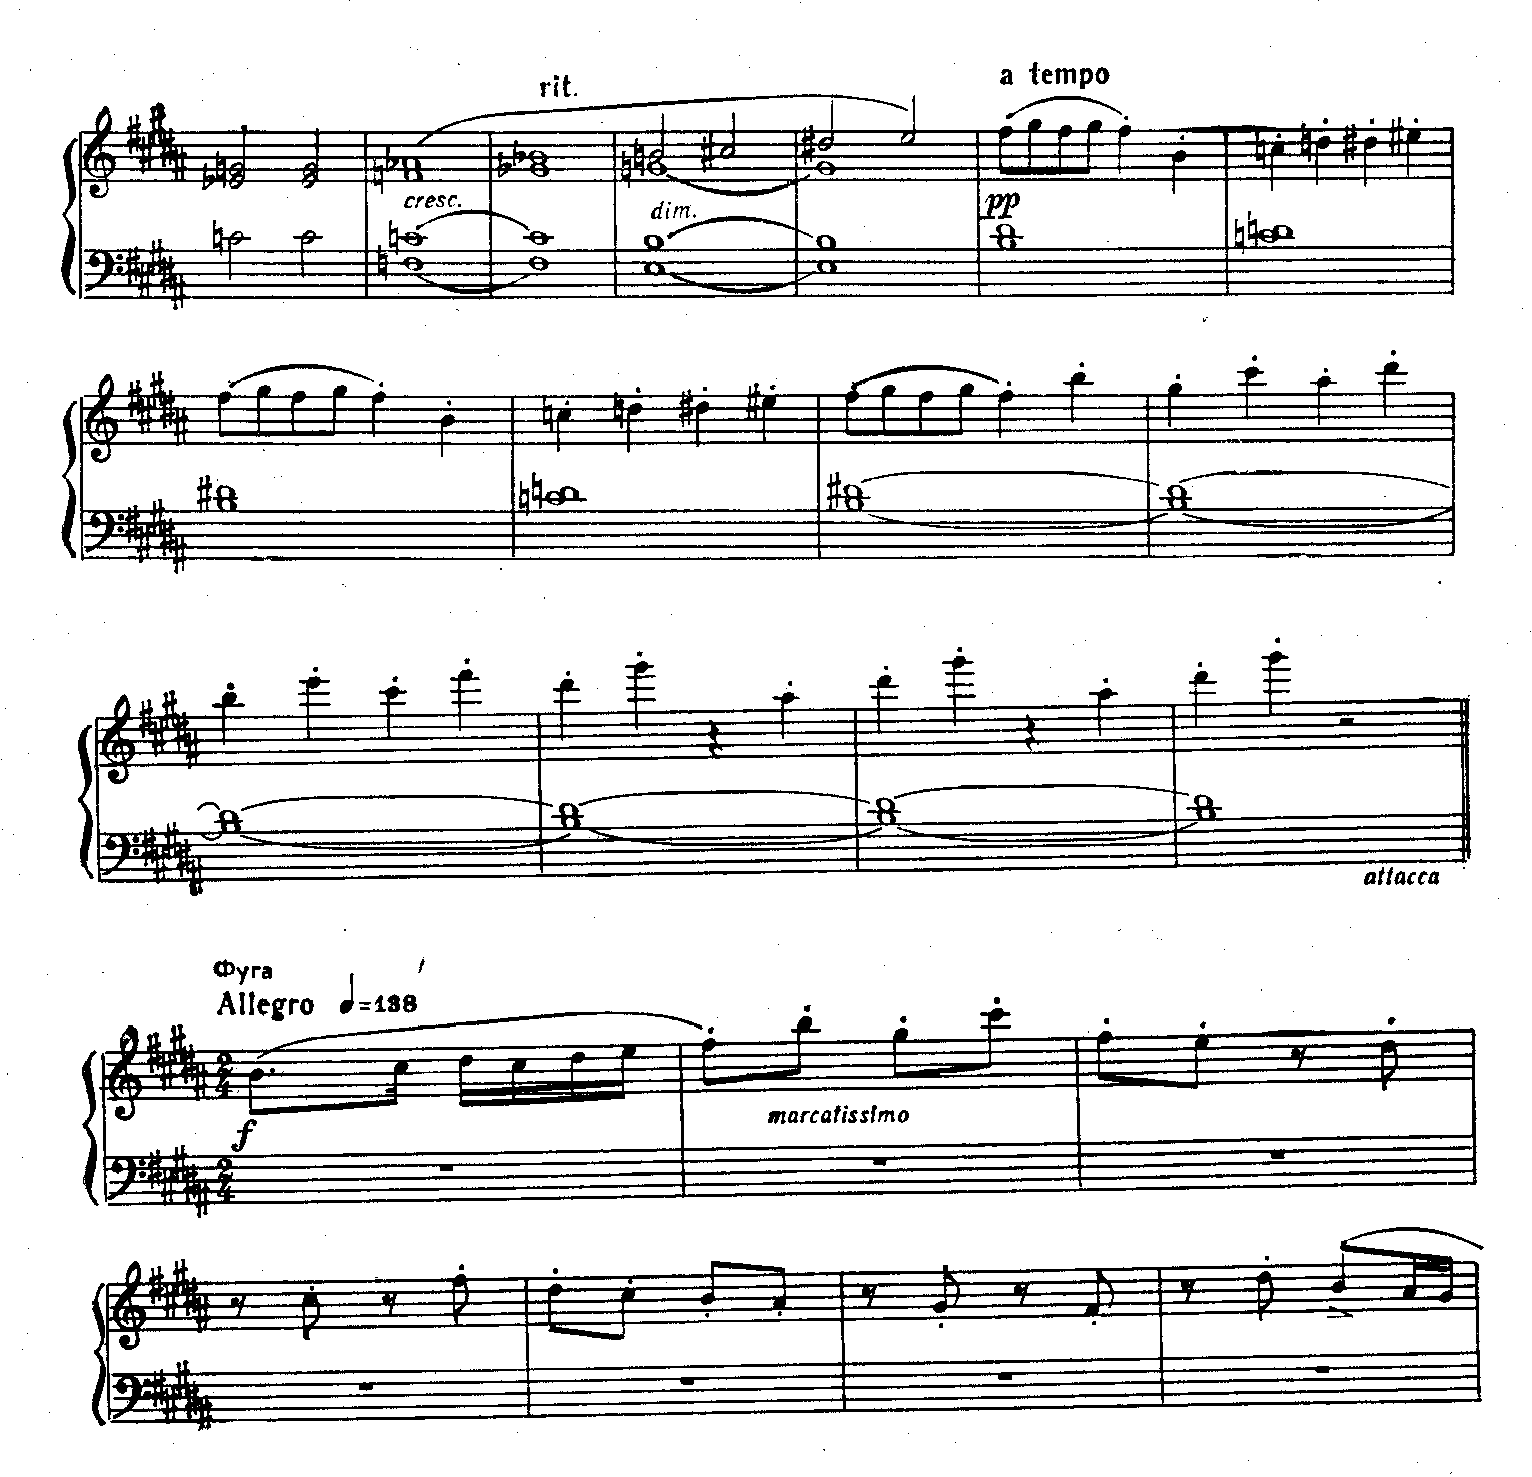 rit.
a tempo
cresc.
dim.
pp
attacca
Фуга
Allegro ♩=138
f
marcatissimo